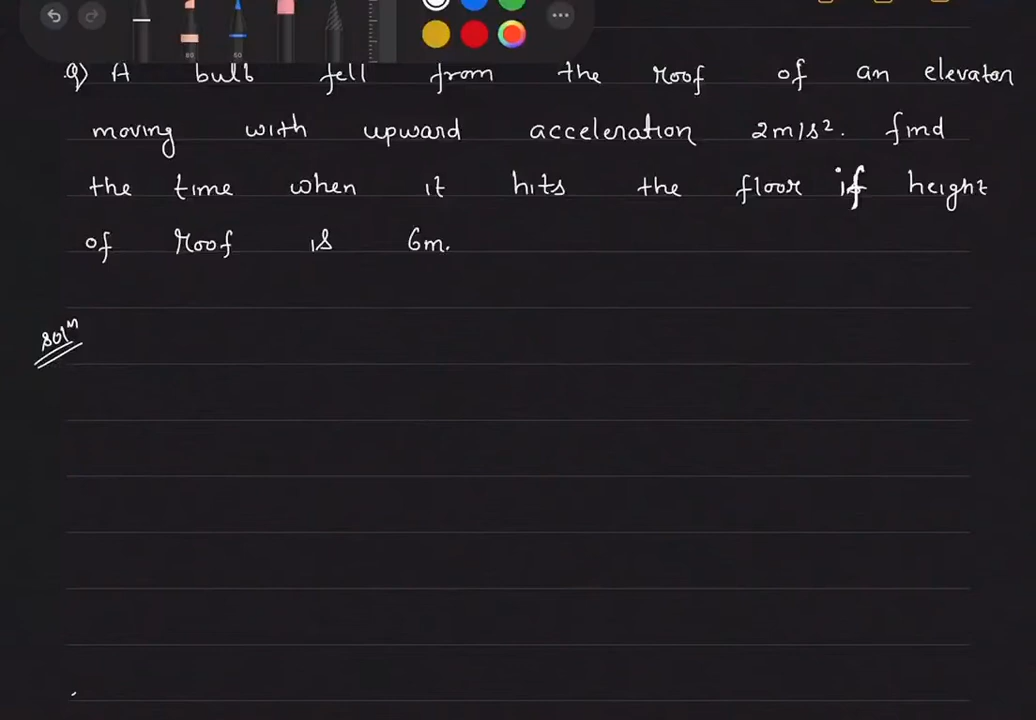 Q) A bulb fell from the roof of an elevator
moving with upward acceleration 2m/s². find
the time when it hits the floor if height
of roof is 6m.
solⁿ